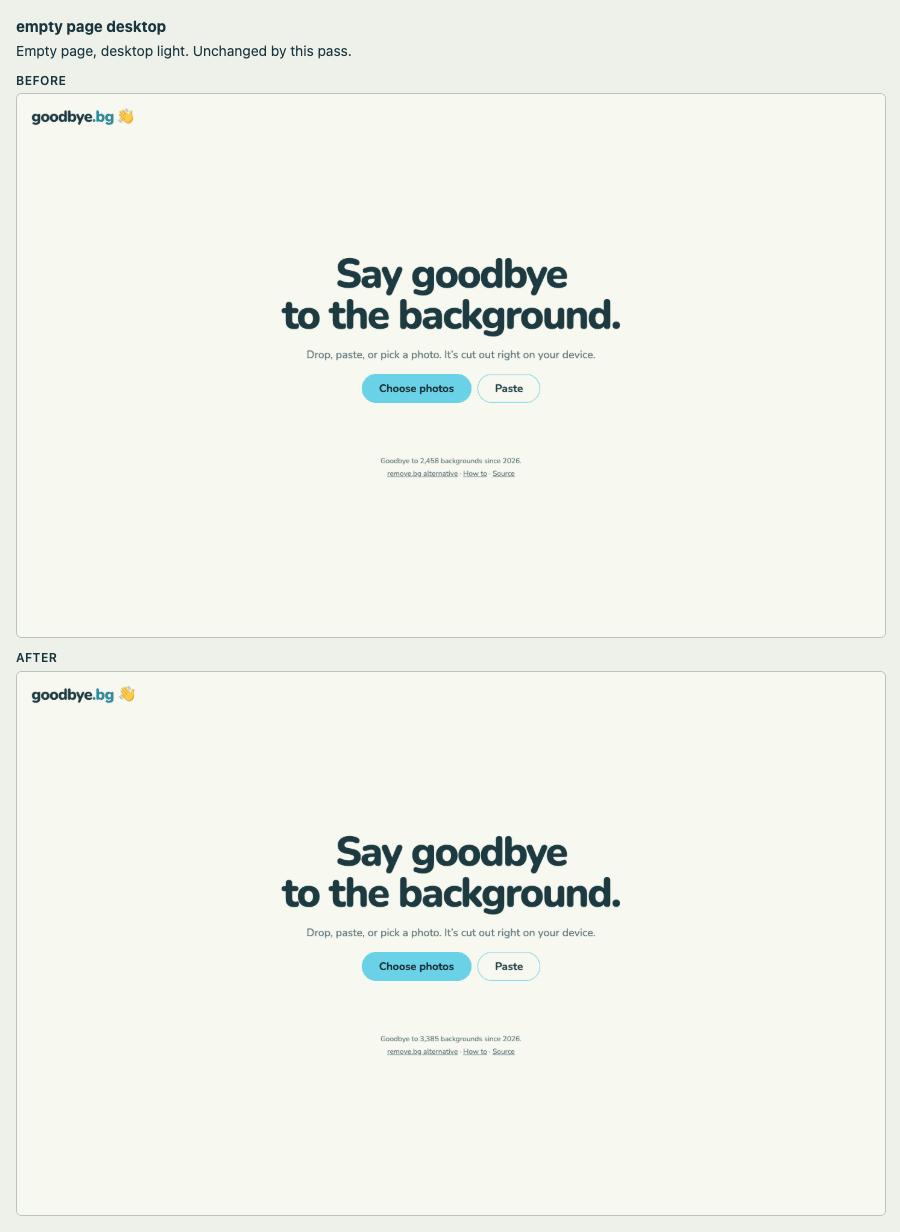 empty page desktop
Empty page, desktop light. Unchanged by this pass.
BEFORE
goodbye.bg 👋
Say goodbye
to the background.
Drop, paste, or pick a photo. It’s cut out right on your device.
Choose photos Paste
Goodbye to 2,458 backgrounds since 2026.
remove.bg alternative · How to · Source
AFTER
goodbye.bg 👋
Say goodbye
to the background.
Drop, paste, or pick a photo. It’s cut out right on your device.
Choose photos Paste
Goodbye to 3,385 backgrounds since 2026.
remove.bg alternative · How to · Source